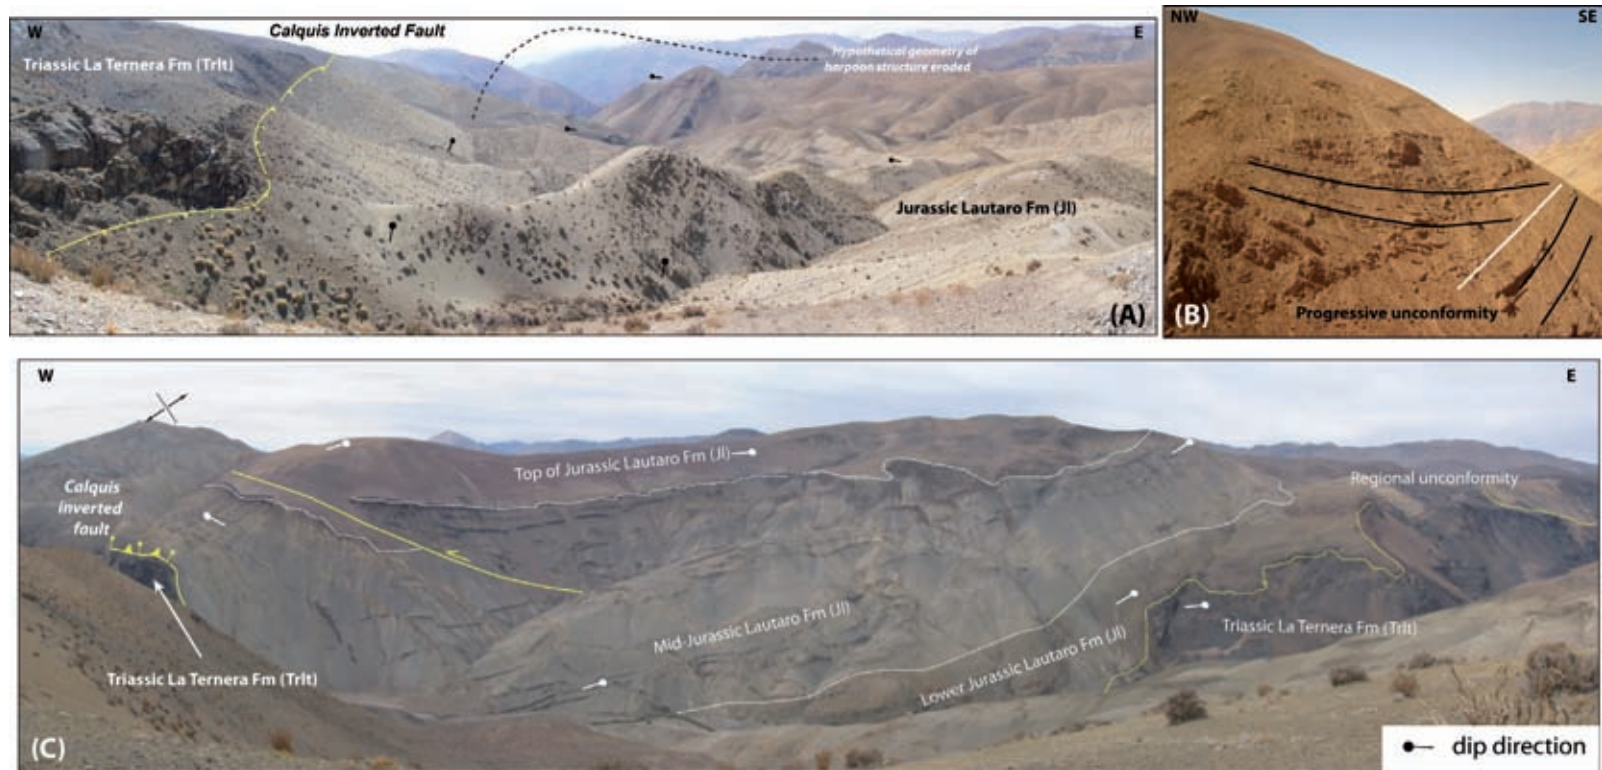 W
Calquis Inverted Fault
E
Triassic La Ternera Fm (Trlt)
Hypothetical geometry of
harpoon structure eroded
Jurassic Lautaro Fm (Jl)
(A)
NW
SE
Progressive unconformity
(B)
W
E
Calquis
inverted
fault
Top of Jurassic Lautaro Fm (Jl)
Regional unconformity
Mid-Jurassic Lautaro Fm (Jl)
Lower Jurassic Lautaro Fm (Jl)
Triassic La Ternera Fm (Trlt)
Triassic La Ternera Fm (Trlt)
(C)
dip direction